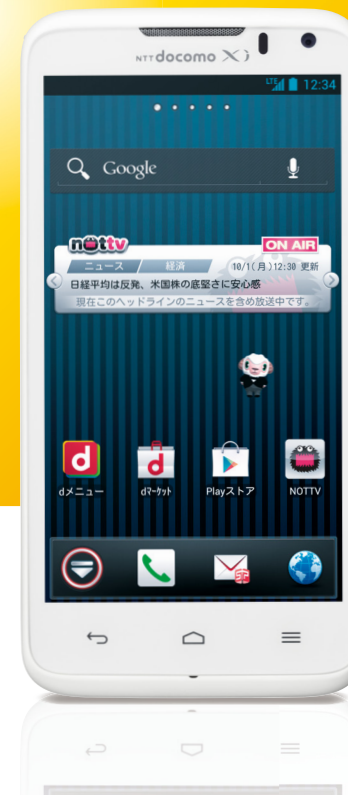 NTT docomo Xi
LTE 12:34
Google
nottv ON AIR
ニュース / 経済 10/1(月)12:30 更新
日経平均は反発、米国株の底堅さに安心感
現在このヘッドラインのニュースを含め放送中です。
d d
dメニュー dマーケット Playストア NOTTV